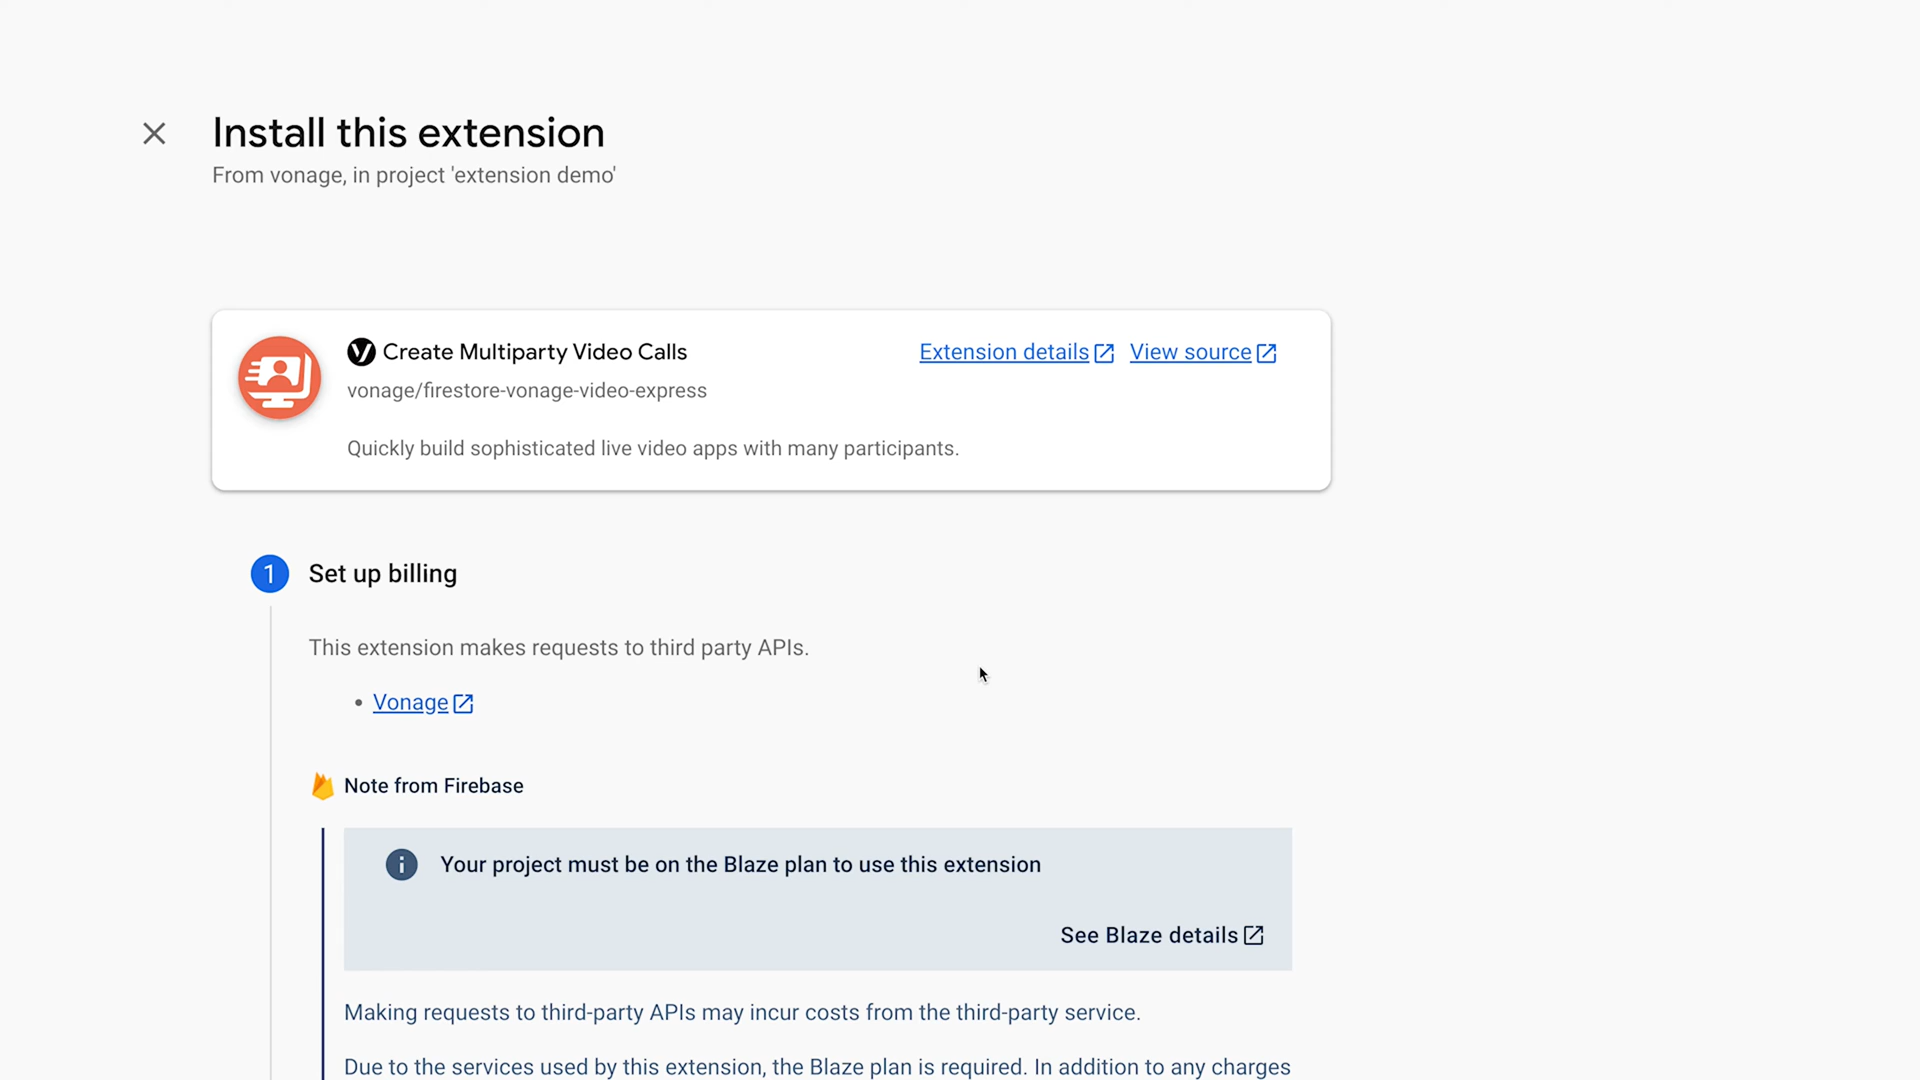 Install this extension
From vonage, in project 'extension demo'
Create Multiparty Video Calls
Extension details
View source
vonage/firestore-vonage-video-express
Quickly build sophisticated live video apps with many participants.
1 Set up billing
This extension makes requests to third party APIs.
• Vonage
Note from Firebase
Your project must be on the Blaze plan to use this extension
See Blaze details
Making requests to third-party APIs may incur costs from the third-party service.
Due to the services used by this extension, the Blaze plan is required. In addition to any charges